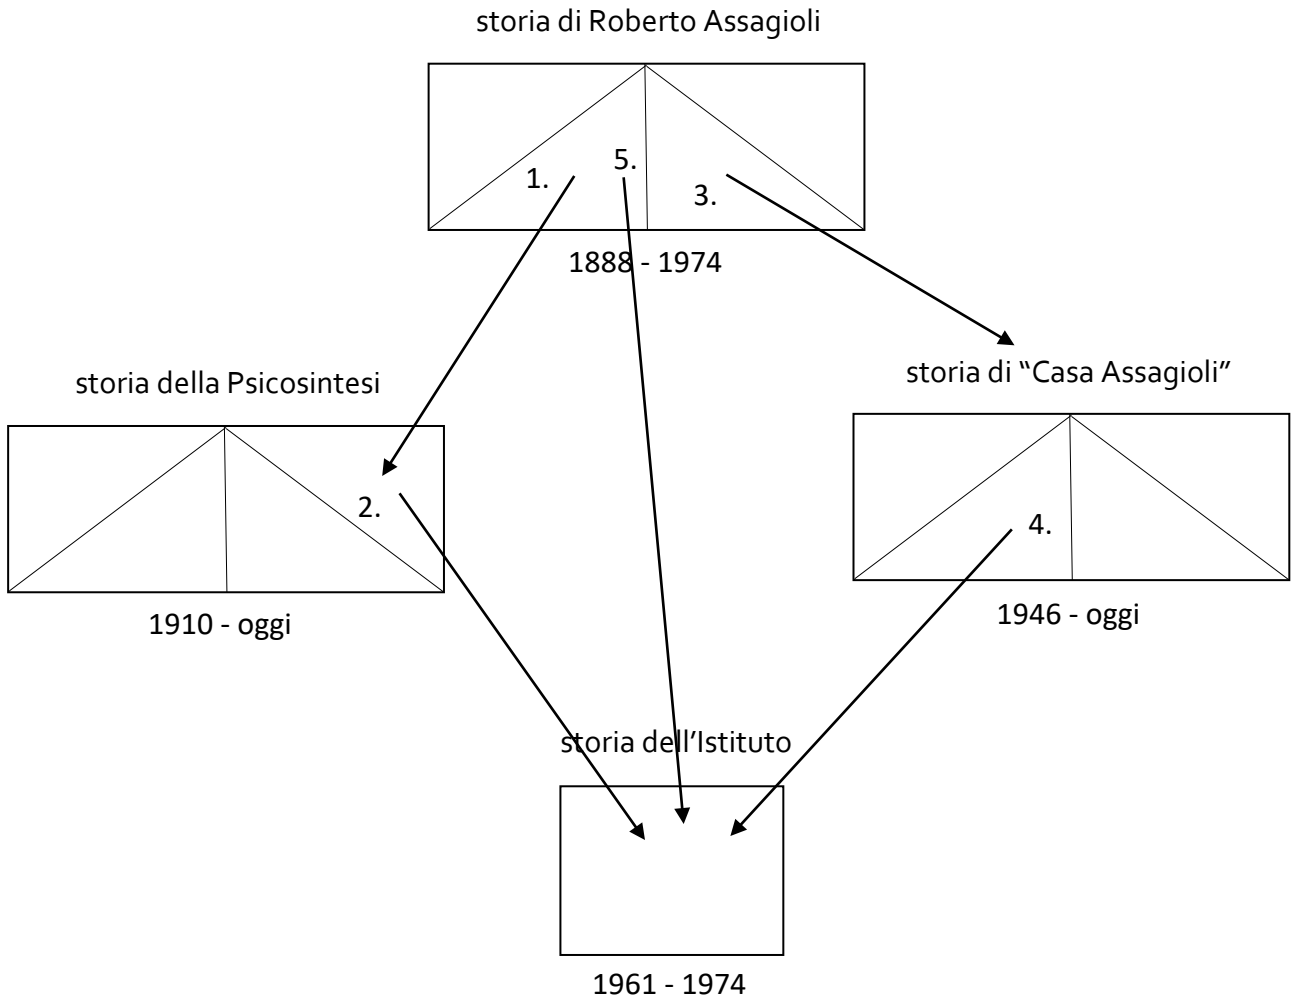 storia di Roberto Assagioli
1. 5. 3.
1888 - 1974
storia della Psicosintesi
storia di “Casa Assagioli”
2.
4.
1910 - oggi
1946 - oggi
storia dell’Istituto
1961 - 1974